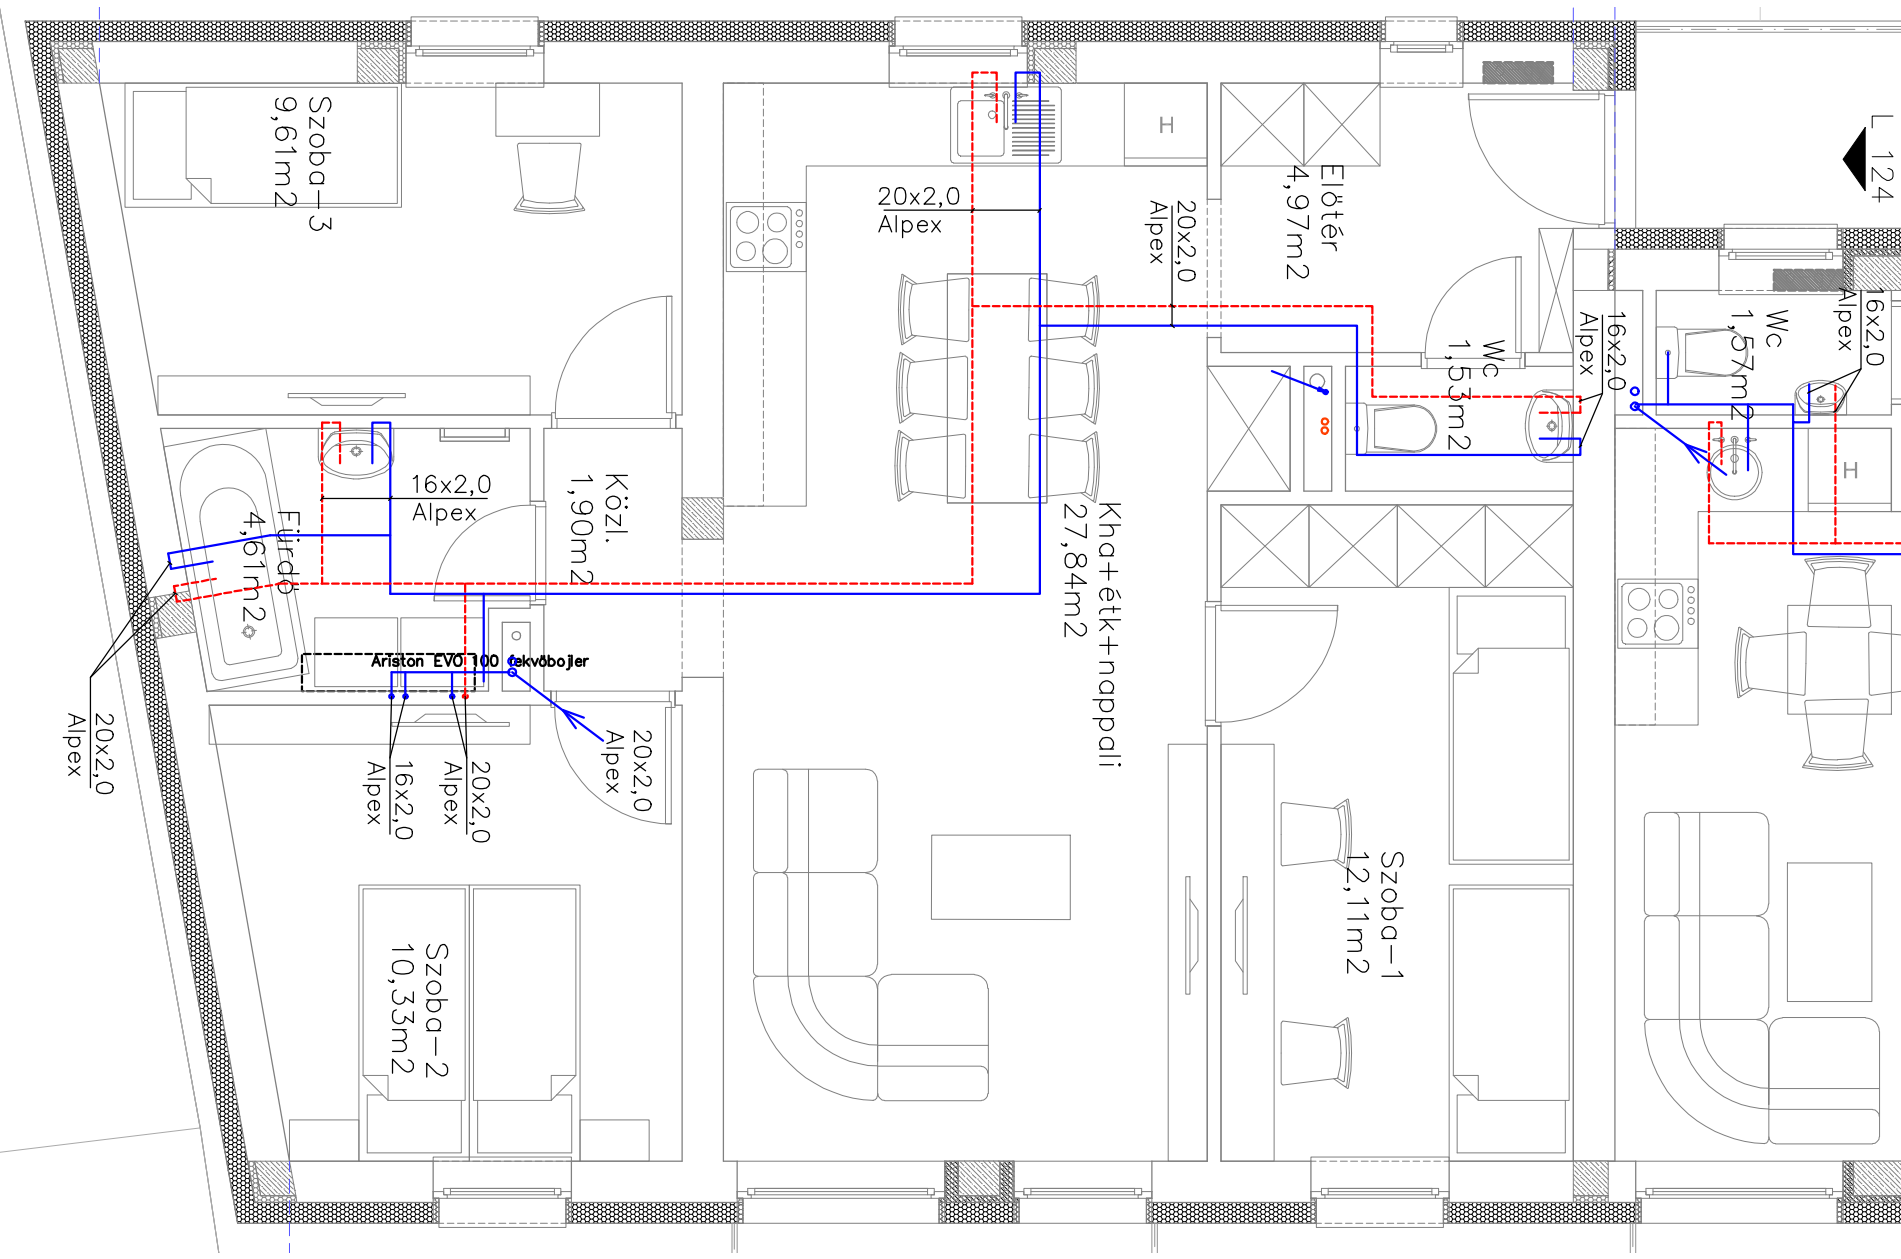 Szoba-3
9,61m2
20x2,0
Alpex
20x2,0
Alpex
Előtér
4,97m2
H
L 124
16x2,0
Alpex
Wc
1,57m2
16x2,0
Alpex
Wc
1,53m2
H
Közl.
1,90m2
16x2,0
Alpex
Fürdő
4,61m2
Kha+étk+nappali
27,84m2
Ariston EVO 100 fekvőbojler
20x2,0
Alpex
20x2,0
Alpex
16x2,0
Alpex
20x2,0
Alpex
Szoba-1
12,11m2
Szoba-2
10,33m2